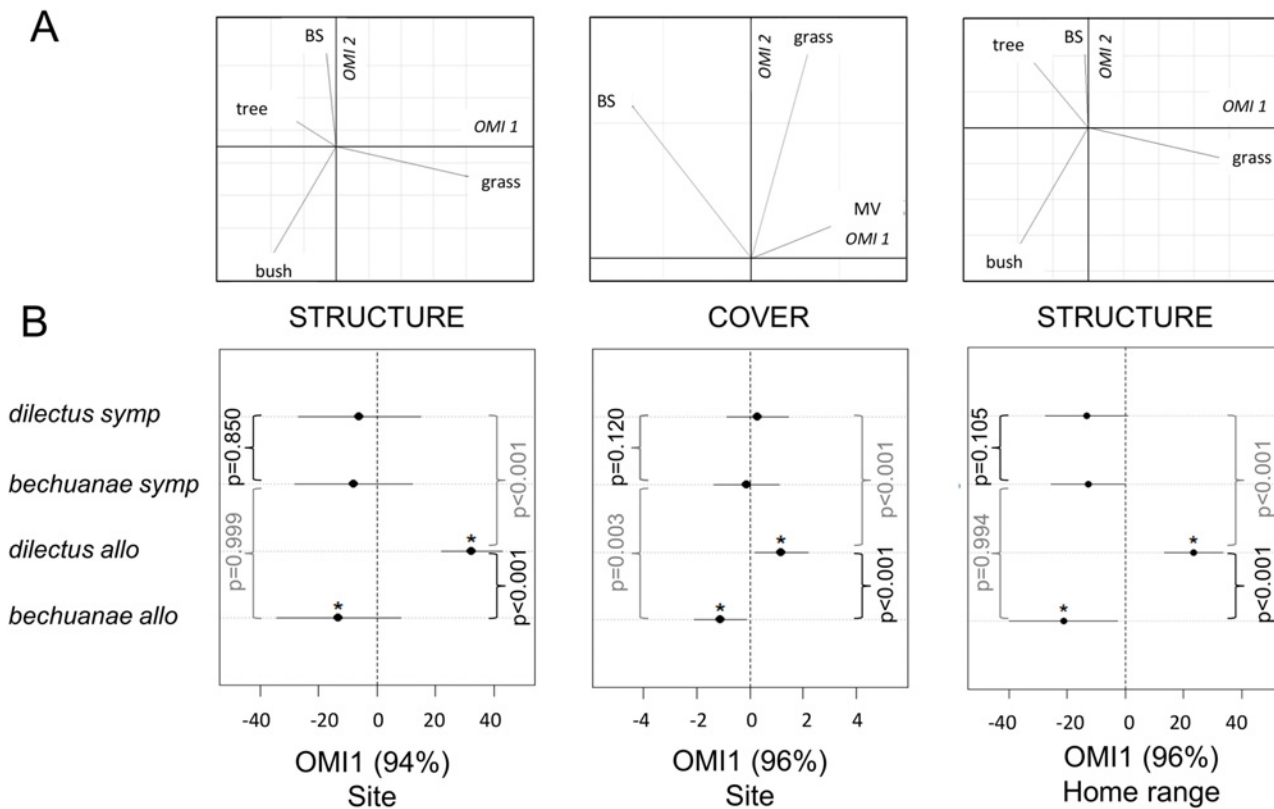 A
BS
OMI 2
tree
OMI 1
grass
bush
BS
OMI 2
grass
MV
OMI 1
tree
BS
OMI 2
OMI 1
grass
bush
B
STRUCTURE
COVER
STRUCTURE
dilectus symp
bechuanae symp
dilectus allo
bechuanae allo
p=0.850
p=0.999
p<0.001
p<0.001
*
*
-40 -20 0 20 40
OMI1 (94%)
Site
p=0.120
p=0.003
p<0.001
p<0.001
*
*
-4 -2 0 2 4
OMI1 (96%)
Site
p=0.105
p=0.994
p<0.001
p<0.001
*
*
-40 -20 0 20 40
OMI1 (96%)
Home range